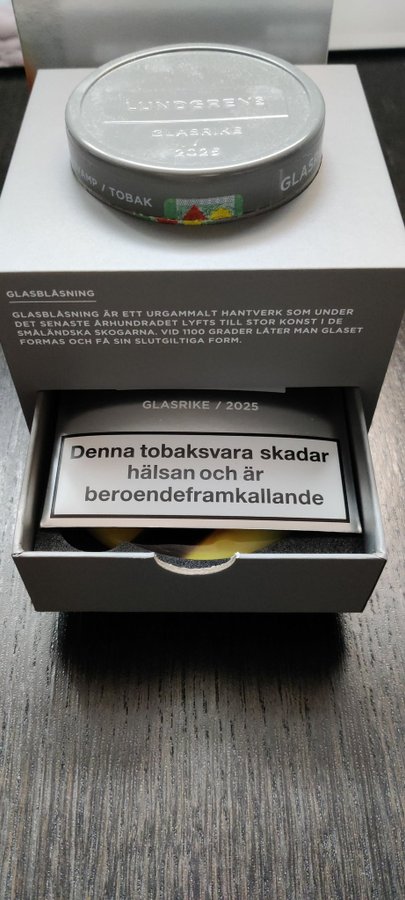 LUNDGRENS
GLASRIKE
/
2025
AMP / TOBAK
GLAS
GLASBLÅSNING
GLASBLÅSNING ÄR ETT URGAMMALT HANTVERK SOM UNDER
DET SENASTE ÅRHUNDRADET LYFTS TILL STOR KONST I DE
SMÅLÄNDSKA SKOGARNA. VID 1100 GRADER LÅTER MAN GLASET
FORMAS OCH FÅ SIN SLUTGILTIGA FORM.
GLASRIKE / 2025
Denna tobaksvara skadar
hälsan och är
beroendeframkallande